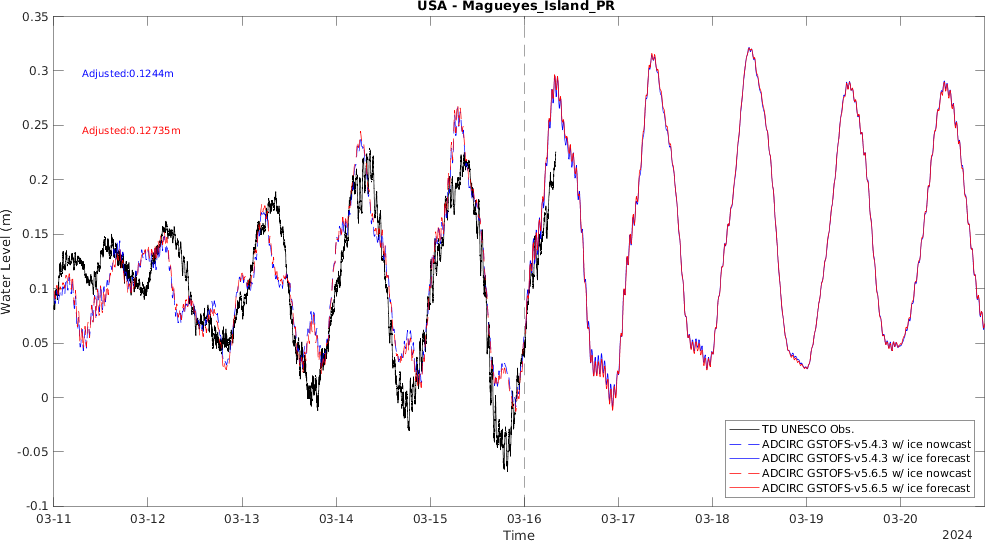 USA - Magueyes_Island_PR
0.35
0.3
0.25
0.2
0.15
0.1
0.05
0
-0.05
-0.1
Water Level (m)
Adjusted:0.1244m
Adjusted:0.12735m
TD UNESCO Obs.
ADCIRC GSTOFS-v5.4.3 w/ ice nowcast
ADCIRC GSTOFS-v5.4.3 w/ ice forecast
ADCIRC GSTOFS-v5.6.5 w/ ice nowcast
ADCIRC GSTOFS-v5.6.5 w/ ice forecast
03-11 03-12 03-13 03-14 03-15 03-16 03-17 03-18 03-19 03-20
Time
2024